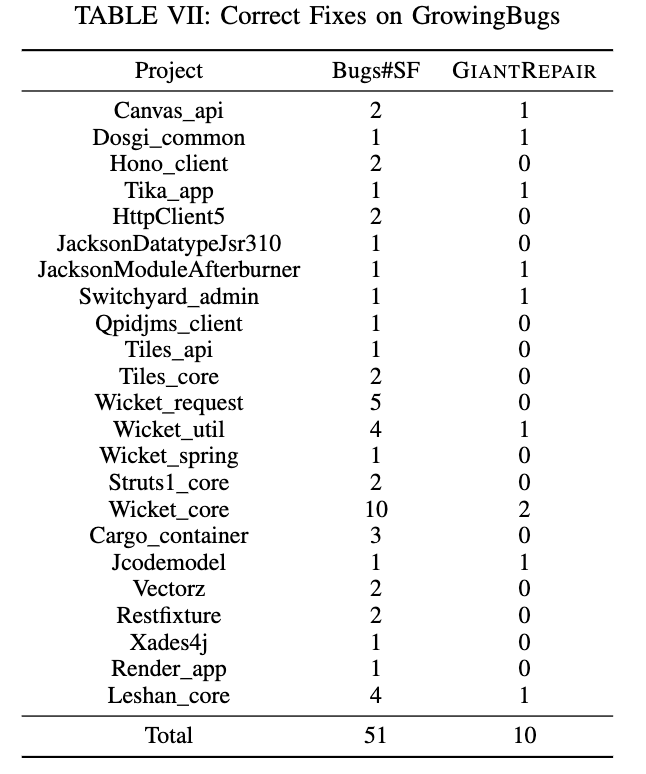 TABLE VII: Correct Fixes on GrowingBugs
Project Bugs#SF GIANTREPAIR
Canvas_api 2 1
Dosgi_common 1 1
Hono_client 2 0
Tika_app 1 1
HttpClient5 2 0
JacksonDatatypeJsr310 1 0
JacksonModuleAfterburner 1 1
Switchyard_admin 1 1
Qpidjms_client 1 0
Tiles_api 1 0
Tiles_core 2 0
Wicket_request 5 0
Wicket_util 4 1
Wicket_spring 1 0
Struts1_core 2 0
Wicket_core 10 2
Cargo_container 3 0
Jcodemodel 1 1
Vectorz 2 0
Restfixture 2 0
Xades4j 1 0
Render_app 1 0
Leshan_core 4 1
Total 51 10